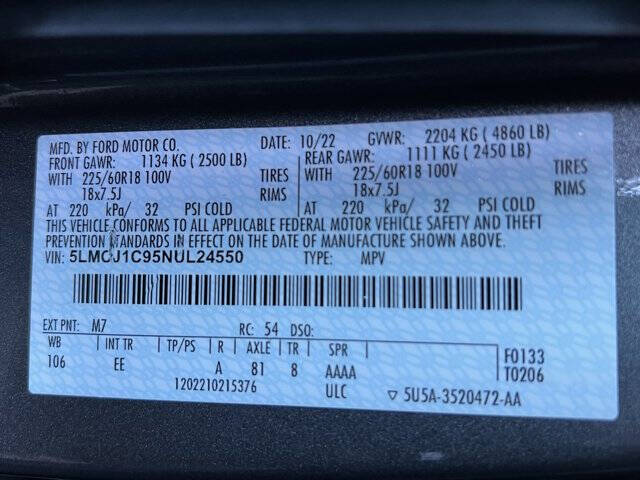 MFD. BY FORD MOTOR CO. DATE: 10/22 GVWR: 2204 KG ( 4860 LB)
FRONT GAWR: 1134 KG ( 2500 LB) REAR GAWR: 1111 KG ( 2450 LB)
WITH 225/60R18 100V TIRES WITH 225/60R18 100V TIRES
18x7.5J RIMS 18x7.5J RIMS
AT 220 kPa/ 32 PSI COLD AT 220 kPa/ 32 PSI COLD
THIS VEHICLE CONFORMS TO ALL APPLICABLE FEDERAL MOTOR VEHICLE SAFETY AND THEFT
PREVENTION STANDARDS IN EFFECT ON THE DATE OF MANUFACTURE SHOWN ABOVE.
VIN: 5LMCJ1C95NUL24550 TYPE: MPV
EXT PNT: M7 RC: 54 DSO:
WB INT TR TP/PS R AXLE TR SPR F0133
106 EE A 81 8 AAAA T0206
1202210215376 ULC ▽ 5U5A-3520472-AA